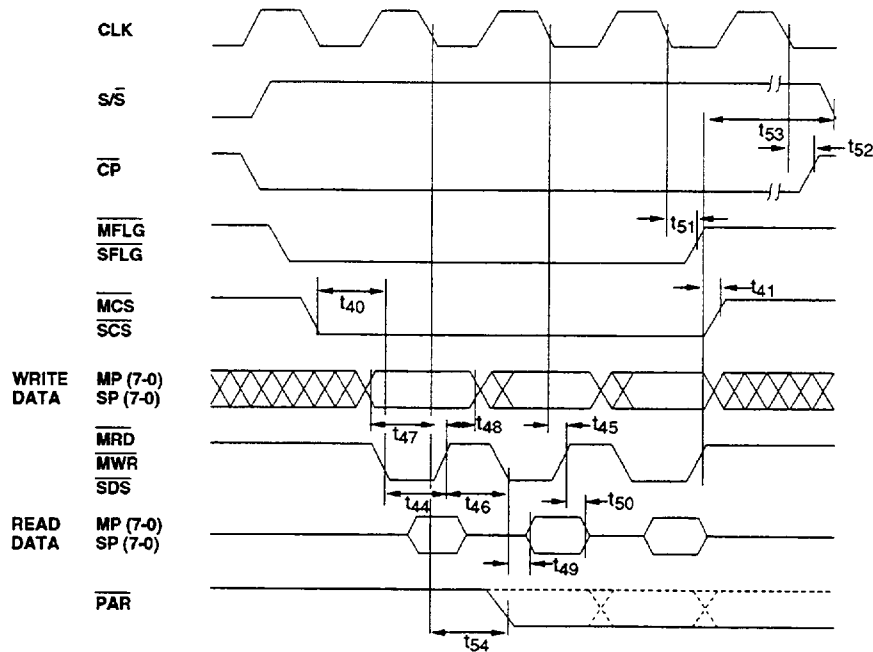 CLK
S/S̅
t53
t52
C̅P̅
M̅F̅L̅G̅
S̅F̅L̅G̅
t51
M̅C̅S̅
S̅C̅S̅
t40
t41
WRITE MP (7-0)
DATA SP (7-0)
t47
t48
t45
M̅R̅D̅
M̅W̅R̅
S̅D̅S̅
t44
t46
t50
READ MP (7-0)
DATA SP (7-0)
t49
P̅A̅R̅
t54